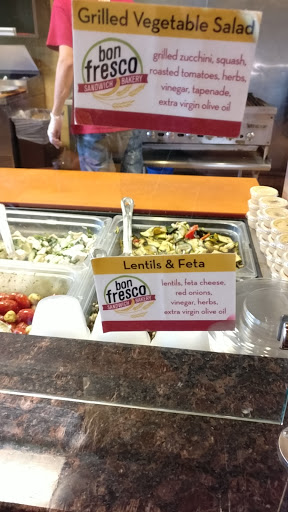 Grilled Vegetable Salad
bon
fresco
SANDWICH BAKERY
grilled zucchini, squash,
roasted tomatoes, herbs,
vinegar, tapenade,
extra virgin olive oil
Lentils & Feta
bon
fresco
SANDWICH BAKERY
lentils, feta cheese,
red onions,
vinegar, herbs,
extra virgin olive oil